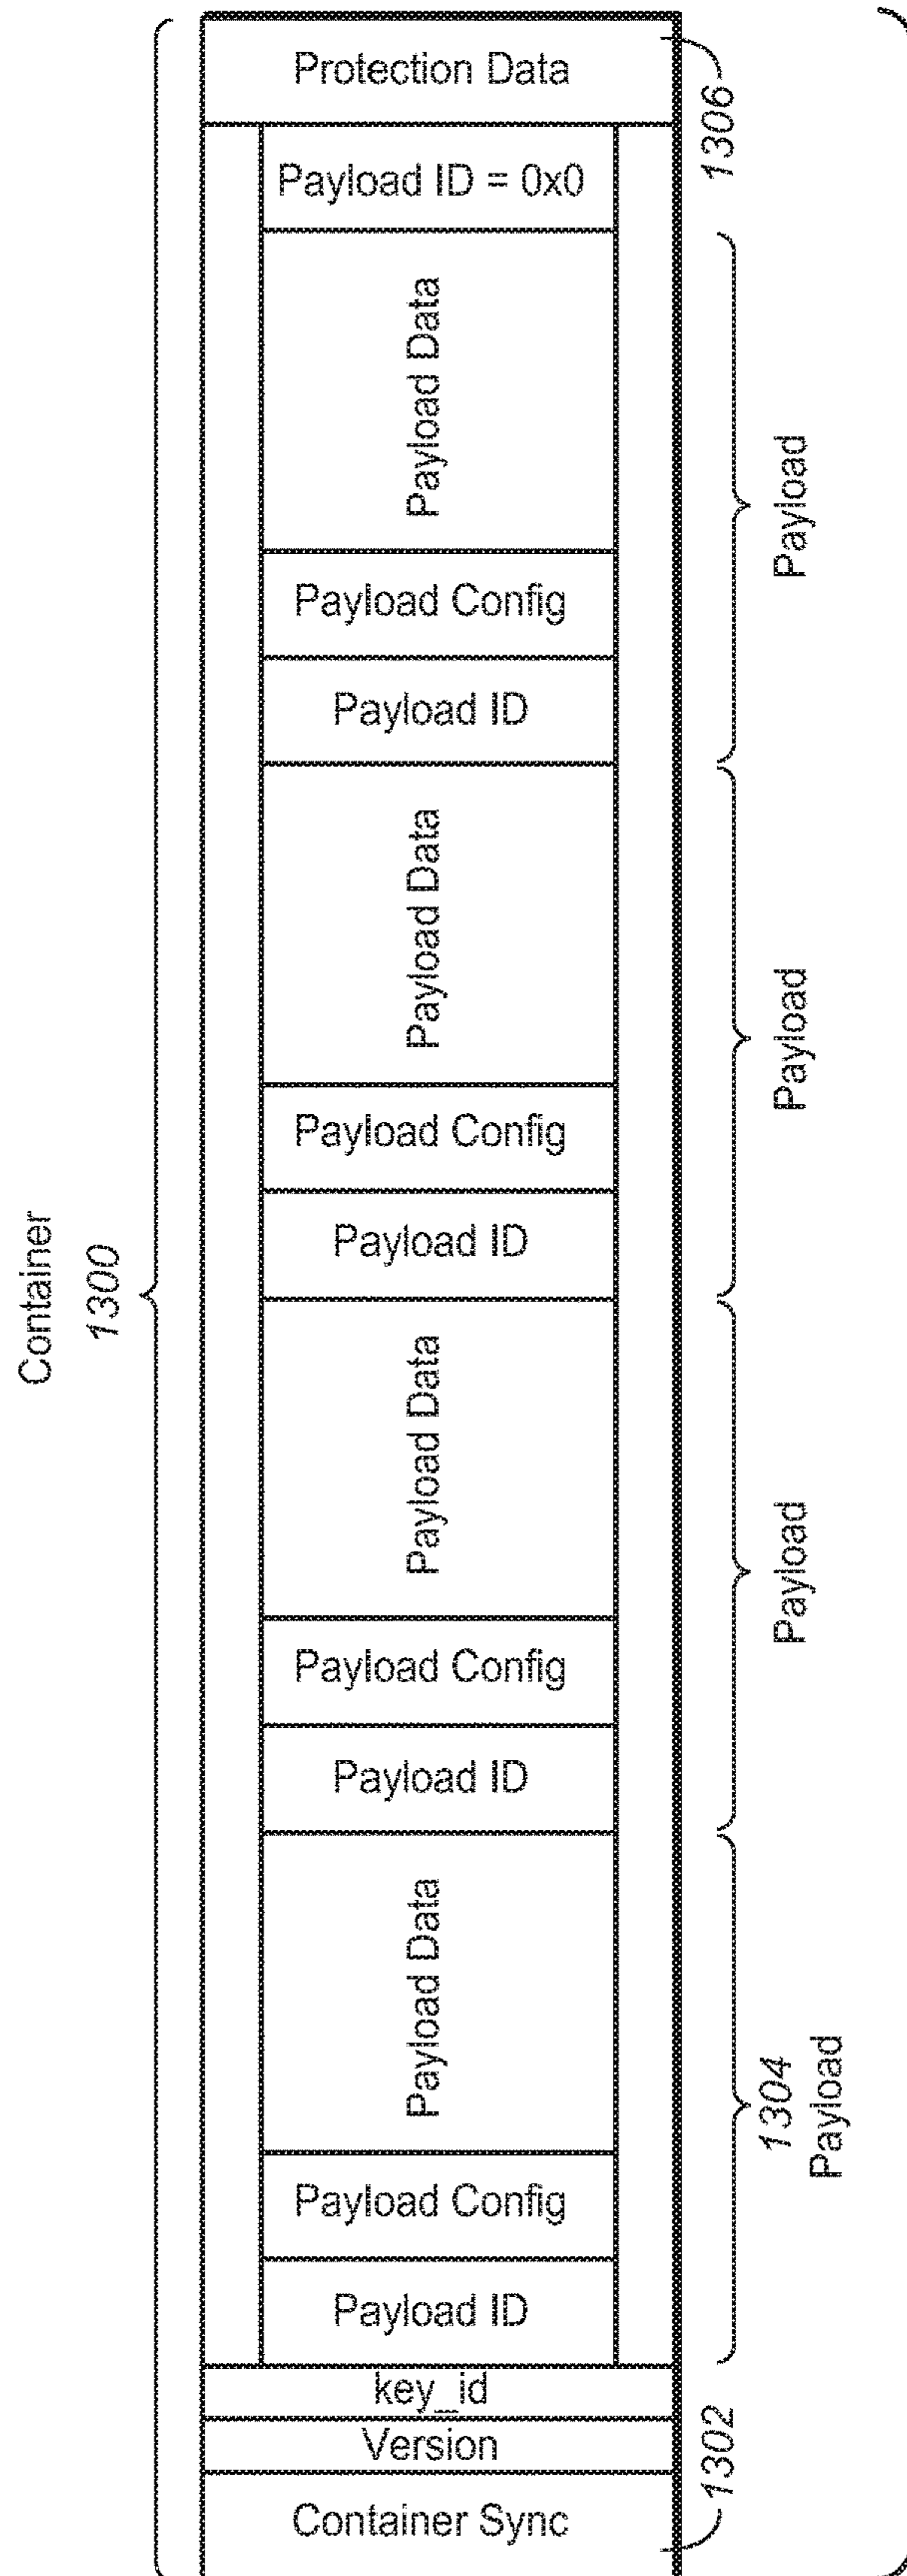 Container
1300
Protection Data
1306
Payload ID = 0x0
Payload Data
Payload Config
Payload ID
Payload
Payload Data
Payload Config
Payload ID
Payload
Payload Data
Payload Config
Payload ID
Payload
Payload Data
Payload Config
Payload ID
1304
Payload
key_id
Version
Container Sync
1302